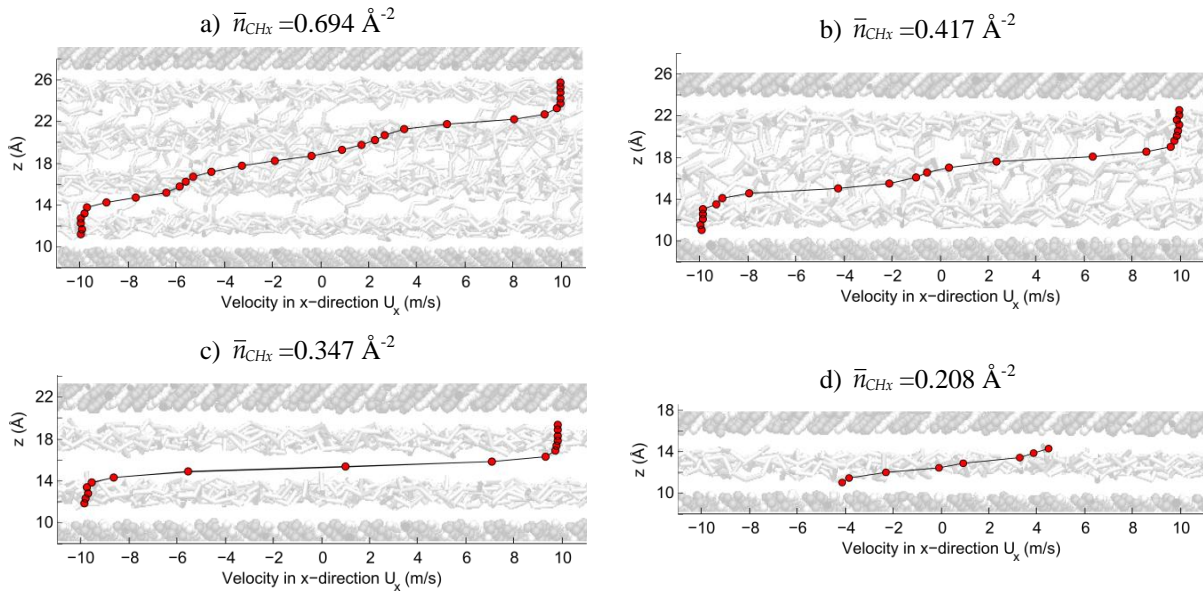 a) n̅CHx =0.694 Å-2
26
22
18
14
10
z (Å)
−10 −8 −6 −4 −2 0 2 4 6 8 10
Velocity in x−direction Ux (m/s)
b) n̅CHx =0.417 Å-2
28
26
22
18
14
10
z (Å)
−10 −8 −6 −4 −2 0 2 4 6 8 10
Velocity in x−direction Ux (m/s)
c) n̅CHx =0.347 Å-2
22
18
14
10
z (Å)
−10 −8 −6 −4 −2 0 2 4 6 8 10
Velocity in x−direction Ux (m/s)
d) n̅CHx =0.208 Å-2
18
14
10
z (Å)
−10 −8 −6 −4 −2 0 2 4 6 8 10
Velocity in x−direction Ux (m/s)